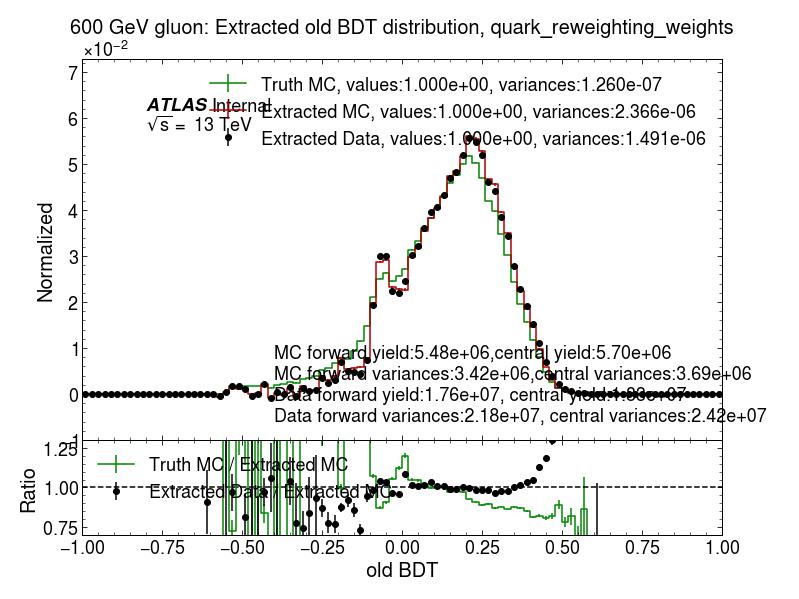 600 GeV gluon: Extracted old BDT distribution, quark_reweighting_weights
×10⁻²
Truth MC, values:1.000e+00, variances:1.260e-07
ATLAS Internal
Extracted MC, values:1.000e+00, variances:2.366e-06
√s = 13 TeV
Extracted Data, values:1.000e+00, variances:1.491e-06
7
6
5
4
3
2
1
0
−1
Normalized
MC forward yield:5.48e+06,central yield:5.70e+06
MC forward variances:3.42e+06,central variances:3.69e+06
Data forward yield:1.76e+07, central
Data forward variances:2.18e+07, central variances:2.42e+07
1.25
1.00
0.75
Ratio
Truth MC / Extracted MC
Extracted Data / Extracted MC
−1.00 −0.75 −0.50 −0.25 0.00 0.25 0.50 0.75 1.00
old BDT